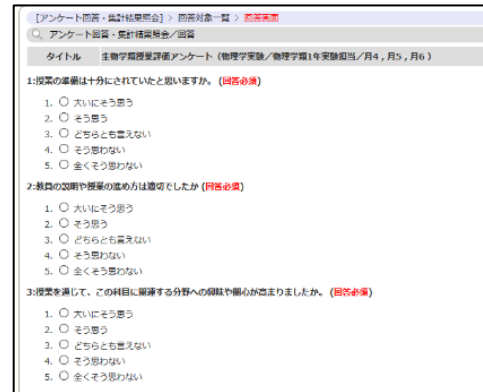 [アンケート回答・集計結果照会] > 回答対象一覧 > 回答画面
アンケート回答・集計結果照会/回答
タイトル 生物学類授業評価アンケート（物理学実験／物理学類1年実験担当／月4 , 月5 , 月6 ）
1:授業の準備は十分にされていたと思いますか。 (回答必須)
1. 大いにそう思う
2. そう思う
3. どちらとも言えない
4. そう思わない
5. 全くそう思わない
2:教員の説明や授業の進め方は適切でしたか (回答必須)
1. 大いにそう思う
2. そう思う
3. どちらとも言えない
4. そう思わない
5. 全くそう思わない
3:授業を通じて、この科目に関連する分野への興味や関心が高まりましたか。 (回答必須)
1. 大いにそう思う
2. そう思う
3. どちらとも言えない
4. そう思わない
5. 全くそう思わない